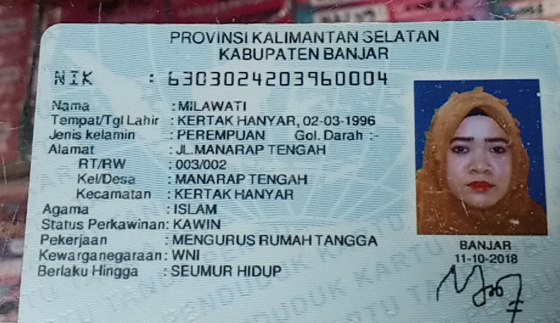 PROVINSI KALIMANTAN SELATAN
KABUPATEN BANJAR
NIK : 6303024203960004
Nama : MILAWATI
Tempat/Tgl Lahir : KERTAK HANYAR, 02-03-1996
Jenis kelamin : PEREMPUAN Gol. Darah :-
Alamat : JL.MANARAP TENGAH
RT/RW : 003/002
Kel/Desa : MANARAP TENGAH
Kecamatan : KERTAK HANYAR
Agama : ISLAM
Status Perkawinan: KAWIN
Pekerjaan : MENGURUS RUMAH TANGGA
Kewarganegaraan: WNI
Berlaku Hingga : SEUMUR HIDUP
BANJAR
11-10-2018